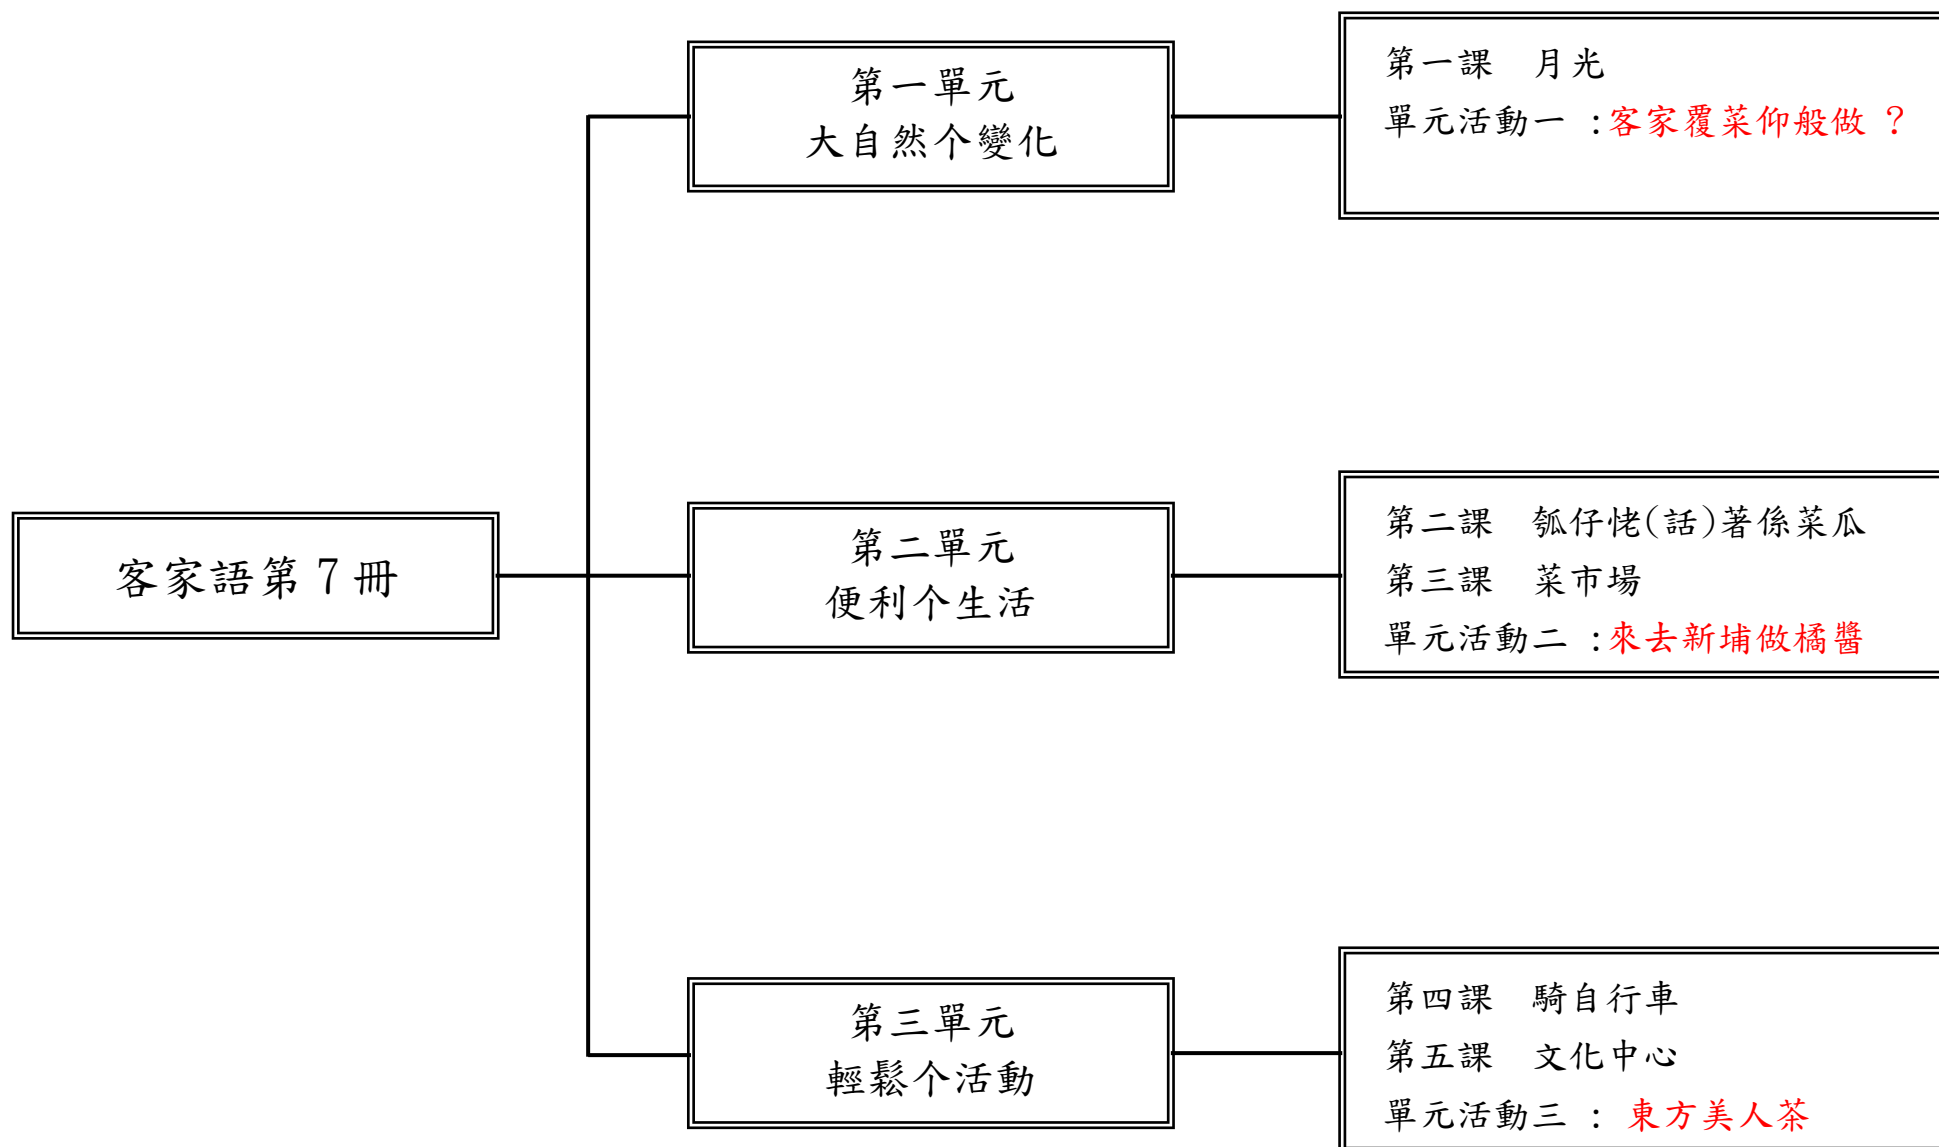 客家語第 7 冊
第一單元
大自然个變化
第一課　月光
單元活動一 :客家覆菜仰般做 ？
第二單元
便利个生活
第二課　瓠仔恅(話)著係菜瓜
第三課　菜市場
單元活動二 :來去新埔做橘醬
第三單元
輕鬆个活動
第四課　騎自行車
第五課　文化中心
單元活動三 : 東方美人茶